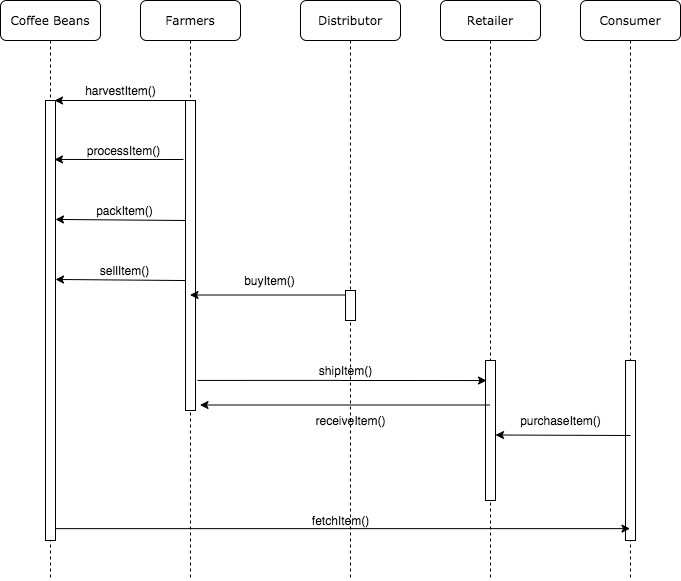 Coffee Beans
Farmers
Distributor
Retailer
Consumer
harvestItem()
processItem()
packItem()
sellItem()
buyItem()
shipItem()
receiveItem()
purchaseItem()
fetchItem()